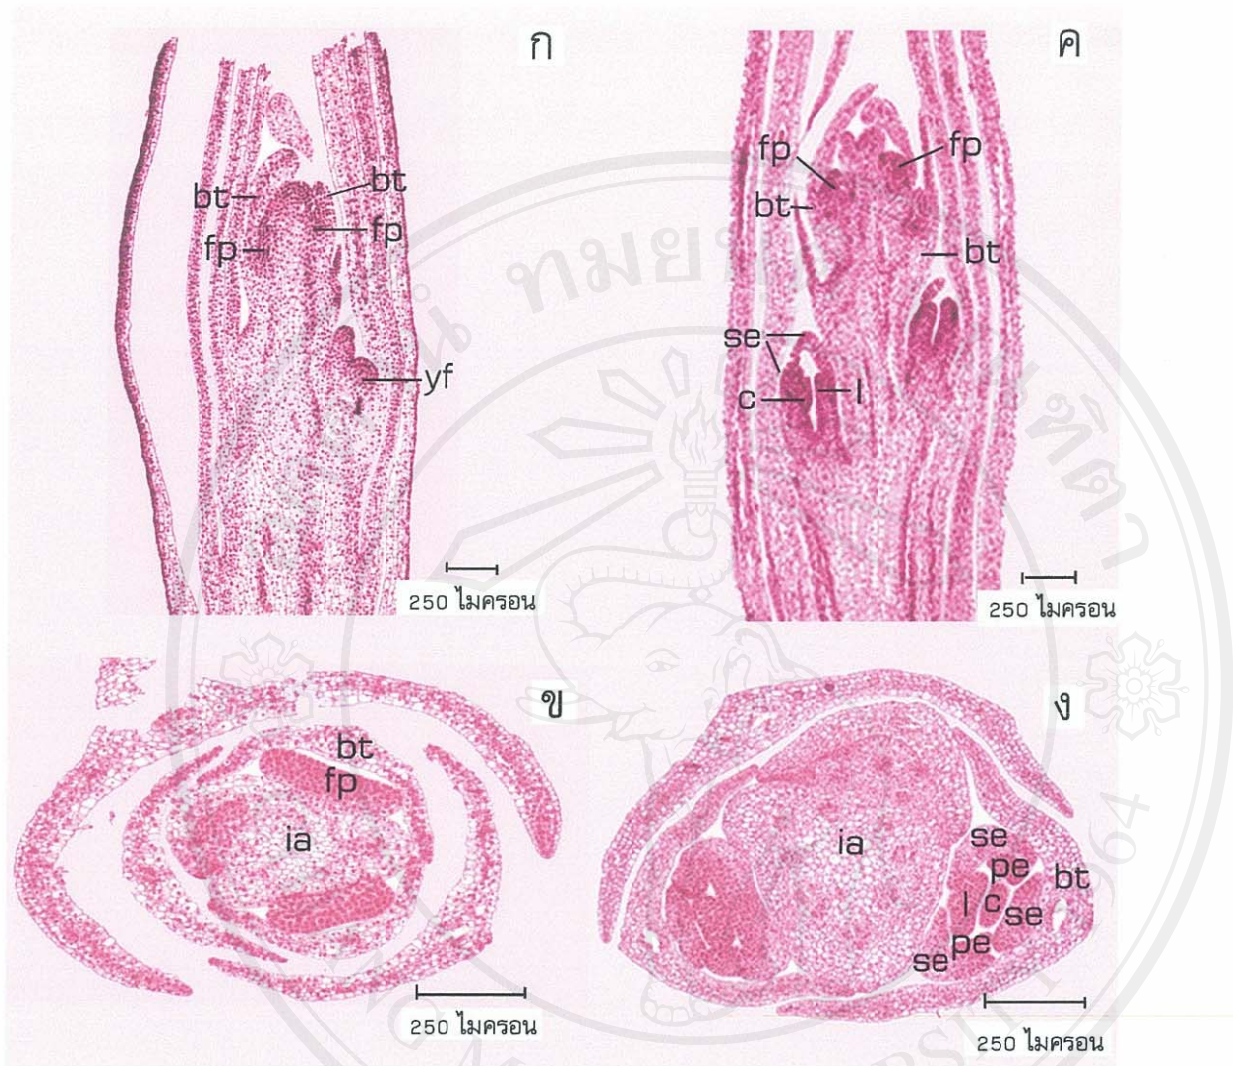 ก
bt
bt
fp
fp
yf
250 ไมครอน
ค
fp
fp
bt
bt
se
c
l
250 ไมครอน
ข
bt
fp
ia
250 ไมครอน
ง
ia
se
pe
bt
l
c
se
pe
se
250 ไมครอน